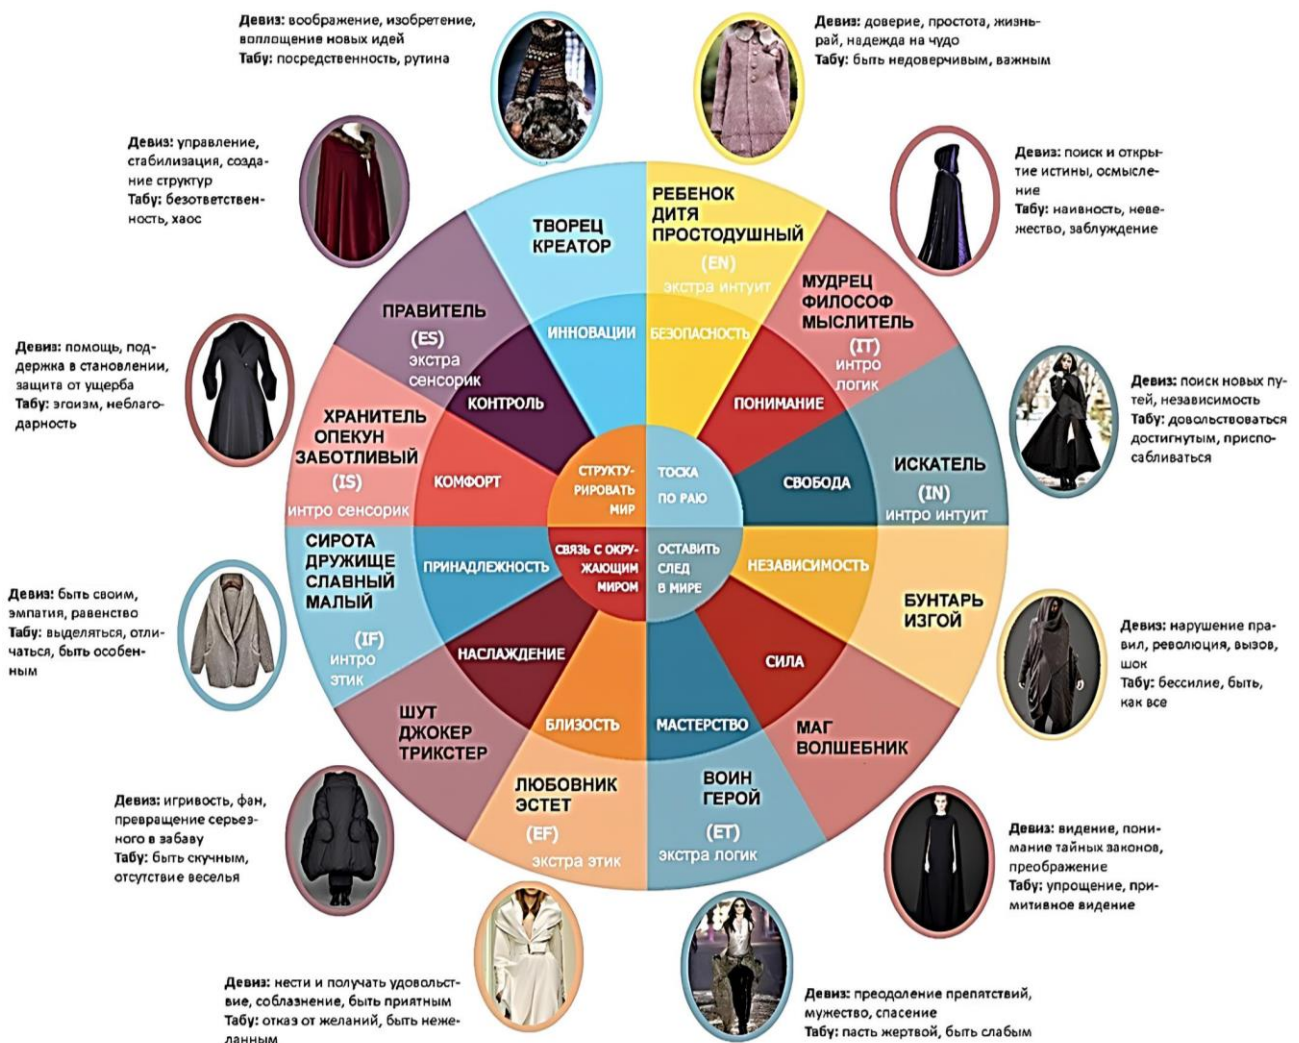 Девиз: воображение, изобретение,
воплощение новых идей
Табу: посредственность, рутина
Девиз: доверие, простота, жизнь-
рай, надежда на чудо
Табу: быть недоверчивым, важным
Девиз: управление,
стабилизация, созда-
ние структур
Табу: безответствен-
ность, хаос
Девиз: поиск и откры-
тие истины, осмысле-
ние
Табу: наивность, неве-
жество, заблуждение
Девиз: помощь, под-
держка в становлении,
защита от ущерба
Табу: эгоизм, неблаго-
дарность
Девиз: поиск новых пу-
тей, независимость
Табу: довольствоваться
достигнутым, приспо-
сабливаться
Девиз: быть своим,
эмпатия, равенство
Табу: выделяться, отли-
чаться, быть особен-
ным
Девиз: нарушение пра-
вил, революция, вызов,
шок
Табу: бессилие, быть,
как все
Девиз: игривость, фан,
превращение серьез-
ного в забаву
Табу: быть скучным,
отсутствие веселья
Девиз: видение, пони-
мание тайных законов,
преображение
Табу: упрощение, при-
митивное видение
Девиз: нести и получать удовольст-
вие, соблазнение, быть приятным
Табу: отказ от желаний, быть неже-
ланным
Девиз: преодоление препятствий,
мужество, спасение
Табу: пасть жертвой, быть слабым
ТВОРЕЦ
КРЕАТОР
ИННОВАЦИИ
РЕБЕНОК
ДИТЯ
ПРОСТОДУШНЫЙ
(EN)
экстра интуит
БЕЗОПАСНОСТЬ
МУДРЕЦ
ФИЛОСОФ
МЫСЛИТЕЛЬ
(IT)
интро
логик
ПОНИМАНИЕ
ИСКАТЕЛЬ
(IN)
интро интуит
СВОБОДА
БУНТАРЬ
ИЗГОЙ
НЕЗАВИСИМОСТЬ
МАГ
ВОЛШЕБНИК
СИЛА
ВОИН
ГЕРОЙ
(ET)
экстра логик
МАСТЕРСТВО
ЛЮБОВНИК
ЭСТЕТ
(EF)
экстра этик
БЛИЗОСТЬ
ШУТ
ДЖОКЕР
ТРИКСТЕР
НАСЛАЖДЕНИЕ
СИРОТА
ДРУЖИЩЕ
СЛАВНЫЙ
МАЛЫЙ
(IF)
интро
этик
ПРИНАДЛЕЖНОСТЬ
ХРАНИТЕЛЬ
ОПЕКУН
ЗАБОТЛИВЫЙ
(IS)
интро сенсорик
КОМФОРТ
ПРАВИТЕЛЬ
(ES)
экстра
сенсорик
КОНТРОЛЬ
СТРУКТУ-
РИРОВАТЬ
МИР
ТОСКА
ПО РАЮ
СВЯЗЬ С ОКРУ-
ЖАЮЩИМ
МИРОМ
ОСТАВИТЬ
СЛЕД
В МИРЕ